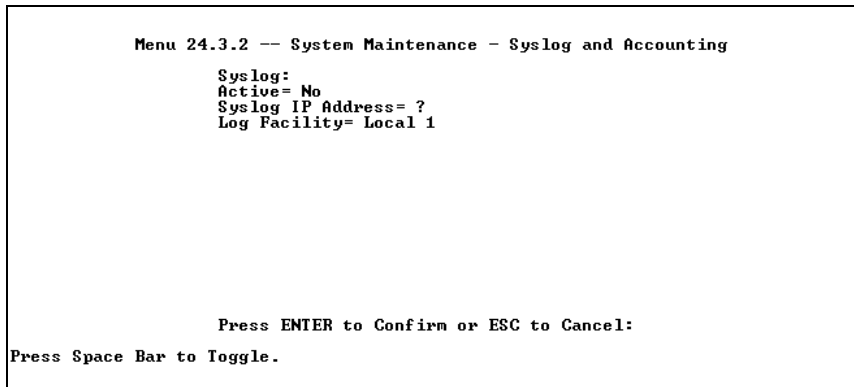 Menu 24.3.2 -- System Maintenance - Syslog and Accounting
Syslog:
Active= No
Syslog IP Address= ?
Log Facility= Local 1
Press ENTER to Confirm or ESC to Cancel:
Press Space Bar to Toggle.